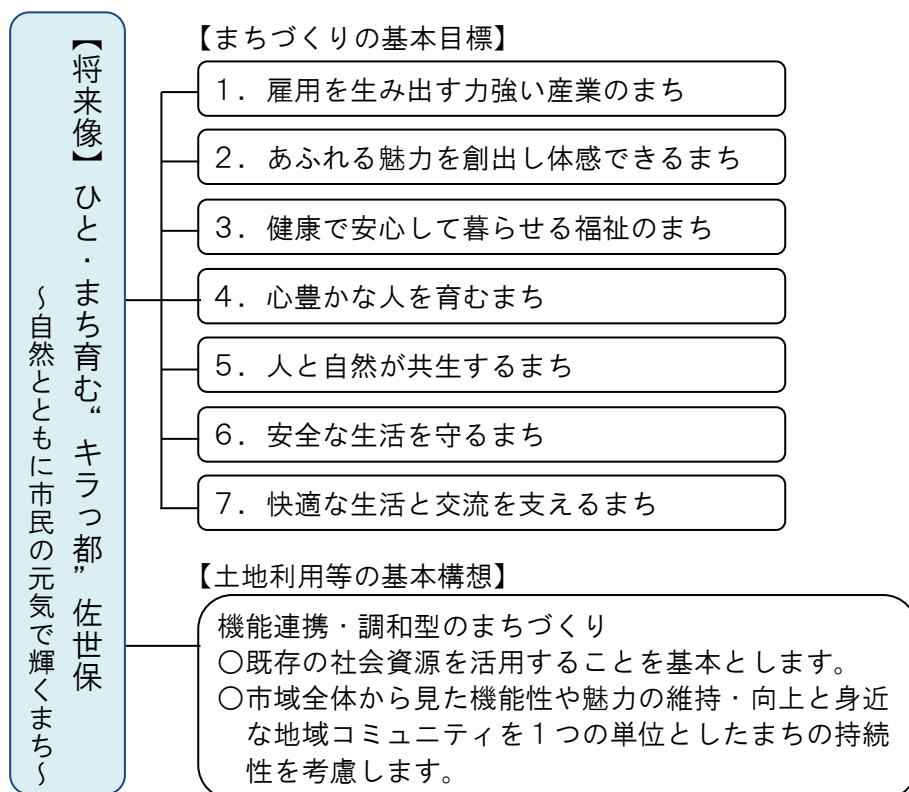 【将来像】ひと・まち育む“キラっ都”佐世保
～自然とともに市民の元気で輝くまち～
【まちづくりの基本目標】
１．雇用を生み出す力強い産業のまち
２．あふれる魅力を創出し体感できるまち
３．健康で安心して暮らせる福祉のまち
４．心豊かな人を育むまち
５．人と自然が共生するまち
６．安全な生活を守るまち
７．快適な生活と交流を支えるまち
【土地利用等の基本構想】
機能連携・調和型のまちづくり
○既存の社会資源を活用することを基本とします。
○市域全体から見た機能性や魅力の維持・向上と身近
な地域コミュニティを１つの単位としたまちの持続
性を考慮します。